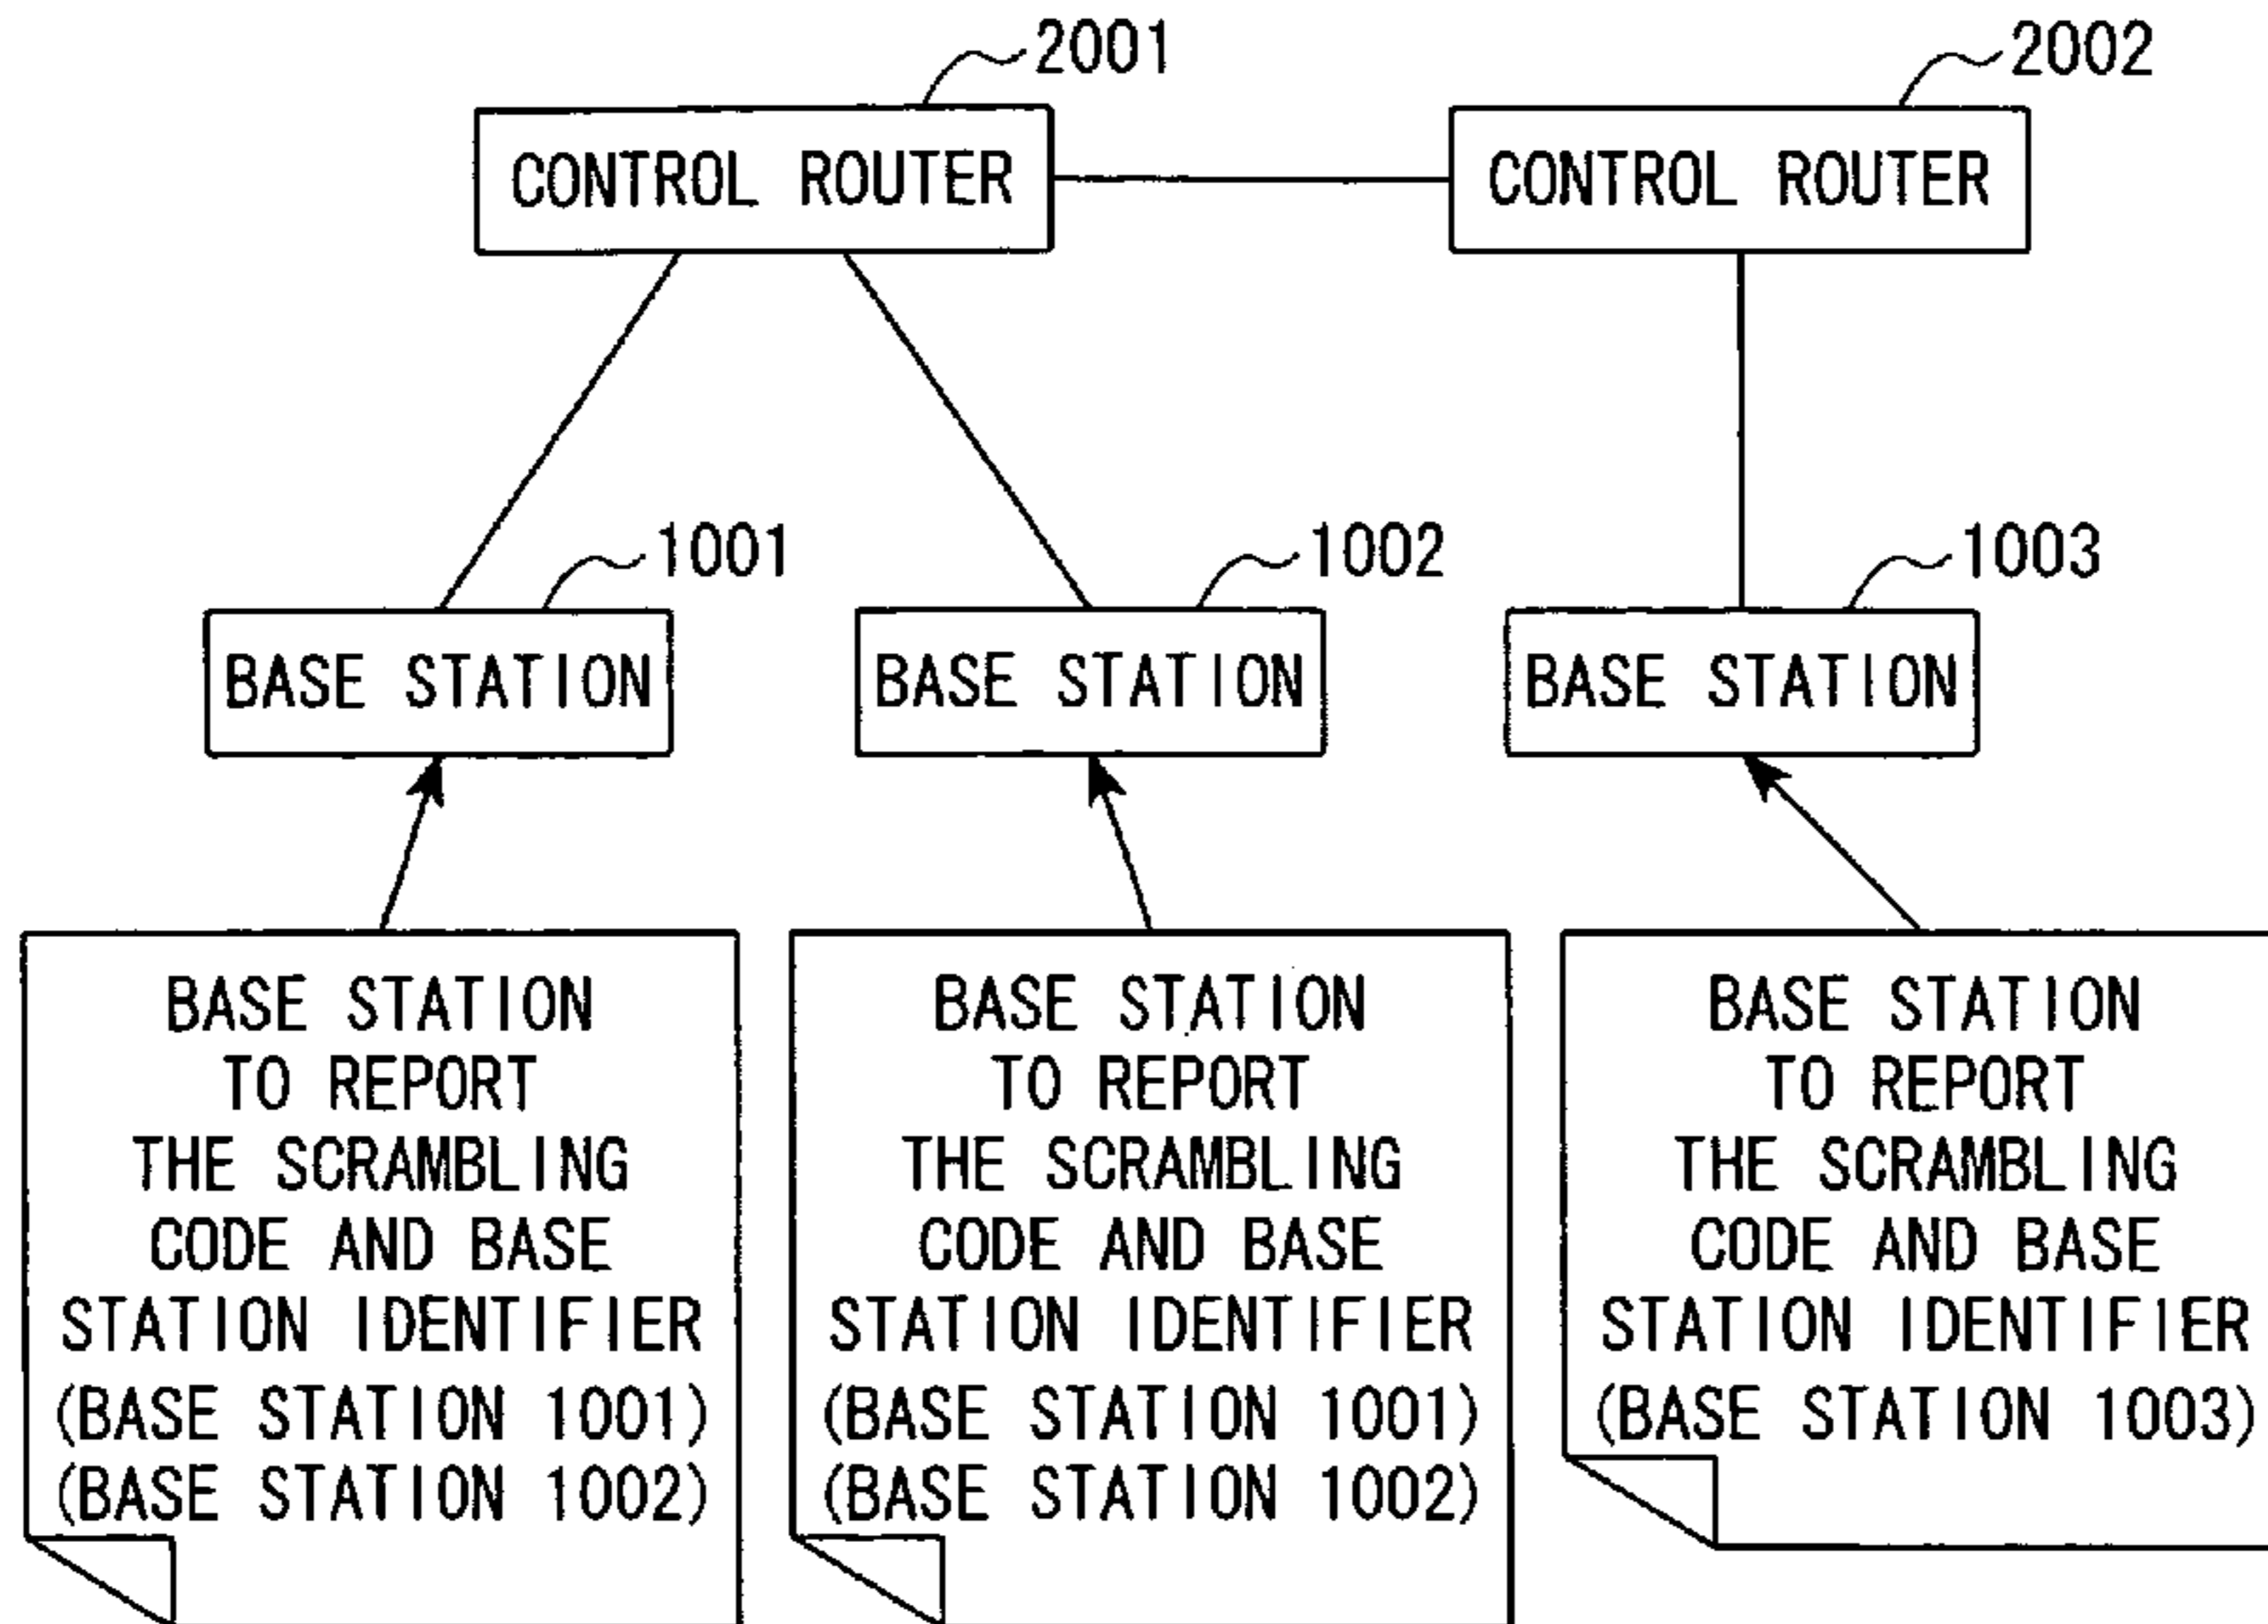 2001
2002
CONTROL ROUTER
CONTROL ROUTER
1001
1002
1003
BASE STATION
BASE STATION
BASE STATION
BASE STATION
TO REPORT
THE SCRAMBLING
CODE AND BASE
STATION IDENTIFIER
(BASE STATION 1001)
(BASE STATION 1002)
BASE STATION
TO REPORT
THE SCRAMBLING
CODE AND BASE
STATION IDENTIFIER
(BASE STATION 1001)
(BASE STATION 1002)
BASE STATION
TO REPORT
THE SCRAMBLING
CODE AND BASE
STATION IDENTIFIER
(BASE STATION 1003)